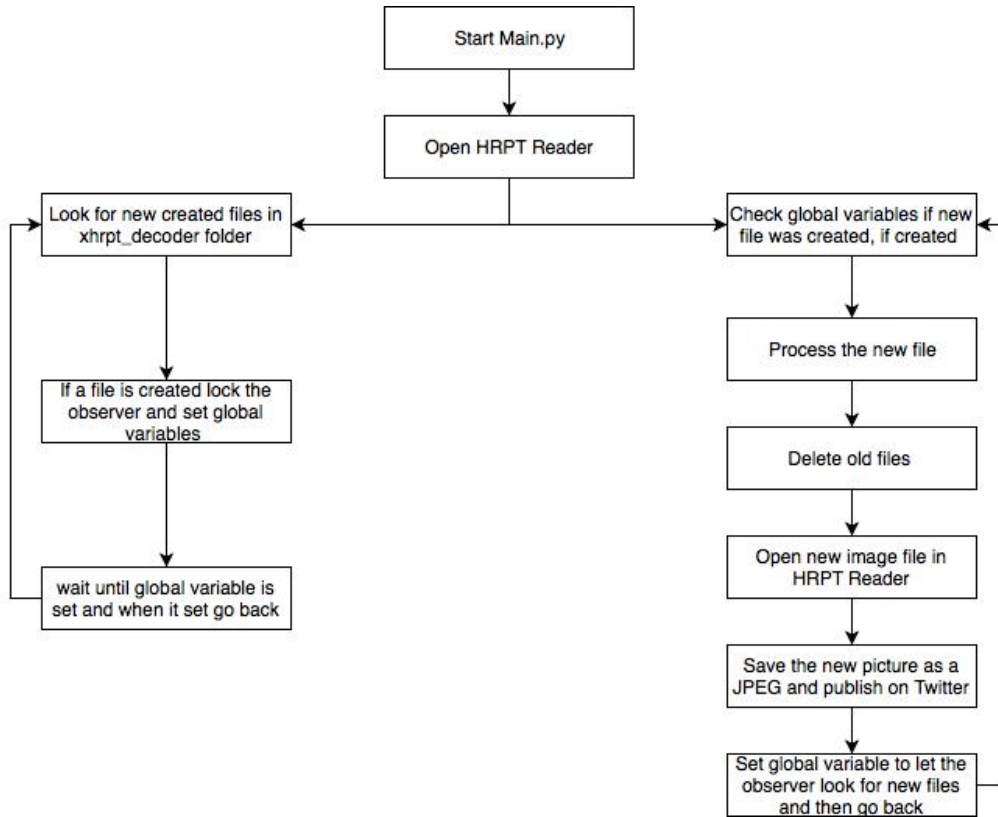 Start Main.py
Open HRPT Reader
Look for new created files in
xhrpt_decoder folder
Check global variables if new
file was created, if created
Process the new file
If a file is created lock the
observer and set global
variables
Delete old files
Open new image file in
HRPT Reader
wait until global variable is
set and when it set go back
Save the new picture as a
JPEG and publish on Twitter
Set global variable to let the
observer look for new files
and then go back